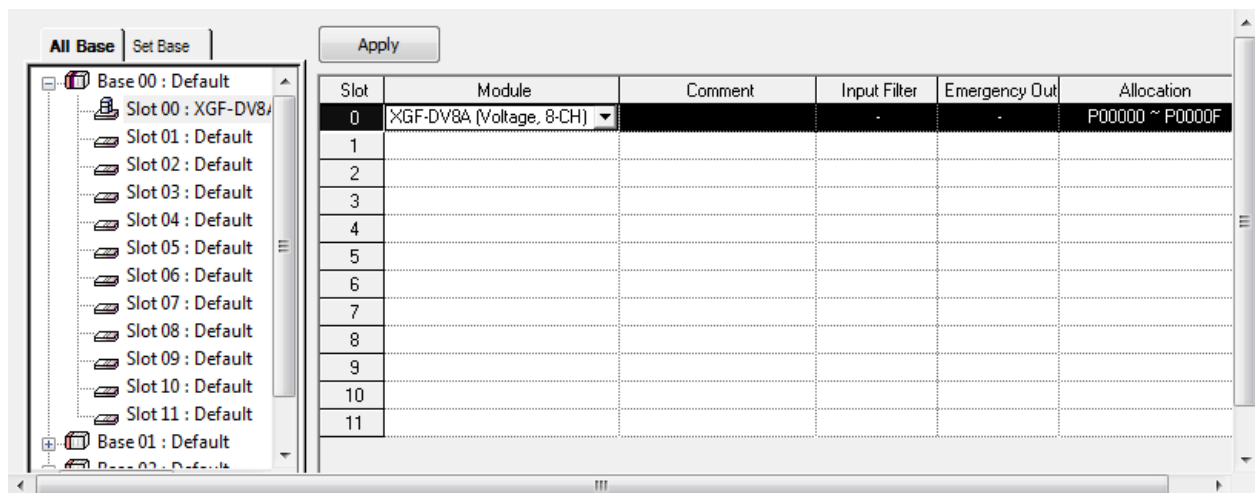 All Base Set Base
Base 00 : Default
Slot 00 : XGF-DV8A
Slot 01 : Default
Slot 02 : Default
Slot 03 : Default
Slot 04 : Default
Slot 05 : Default
Slot 06 : Default
Slot 07 : Default
Slot 08 : Default
Slot 09 : Default
Slot 10 : Default
Slot 11 : Default
Base 01 : Default
Base 02 : Default
Apply
Slot Module Comment Input Filter Emergency Out Allocation
0 XGF-DV8A (Voltage, 8-CH) - - P00000 ~ P0000F
1
2
3
4
5
6
7
8
9
10
11